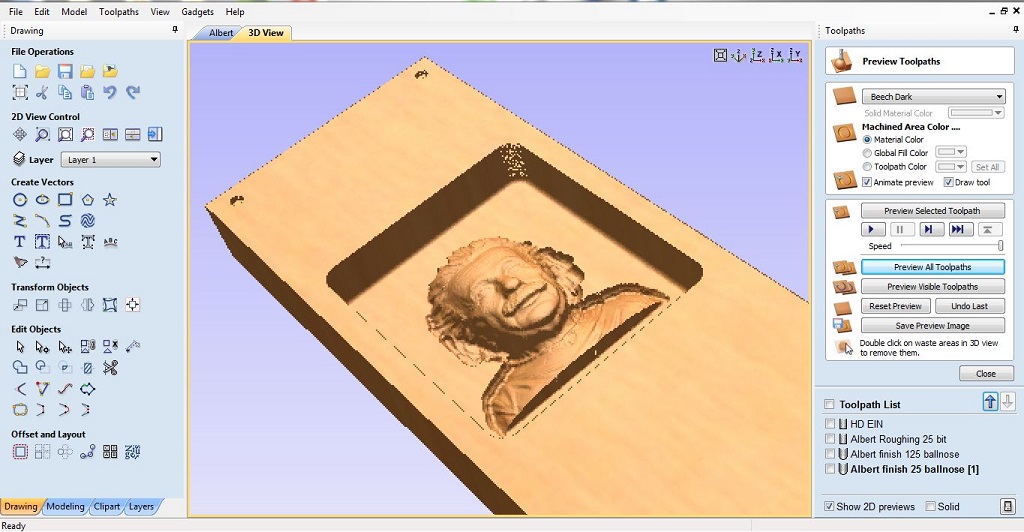 File Edit Model Toolpaths View Gadgets Help
Drawing
File Operations
2D View Control
Layer Layer 1
Create Vectors
Transform Objects
Edit Objects
Offset and Layout
Drawing Modeling Clipart Layers
Ready
Albert 3D View
Z X Y
Toolpaths
Preview Toolpaths
Beech Dark
Solid Material Color
Machined Area Color ....
Material Color
Global Fill Color
Toolpath Color Set All
Animate preview Draw tool
Preview Selected Toolpath
Speed
Preview All Toolpaths
Preview Visible Toolpaths
Reset Preview Undo Last
Save Preview Image
Double click on waste areas in 3D view
to remove them.
Close
Toolpath List
HD EIN
Albert Roughing 25 bit
Albert finish 125 ballnose
Albert finish 25 ballnose [1]
Show 2D previews Solid